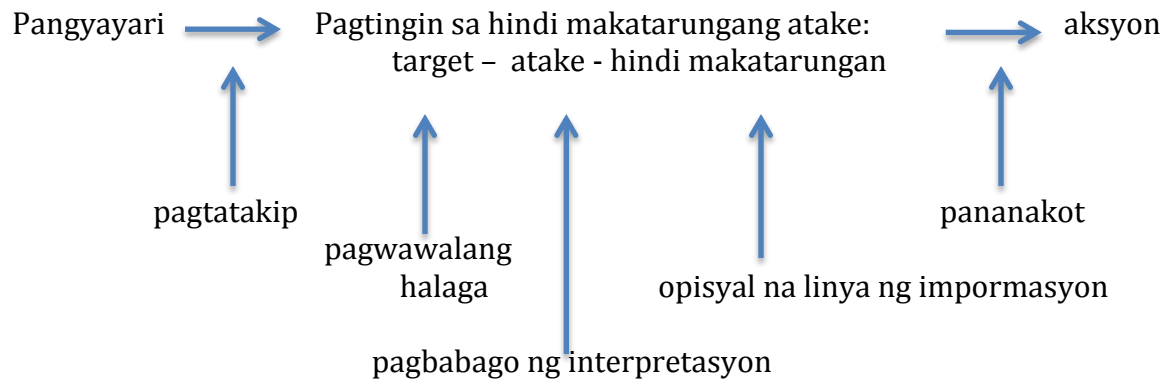 Pangyayari Pagtingin sa hindi makatarungang atake: aksyon
target – atake - hindi makatarungan
pagtatakip pananakot
pagwawalang
halaga opisyal na linya ng impormasyon
pagbabago ng interpretasyon